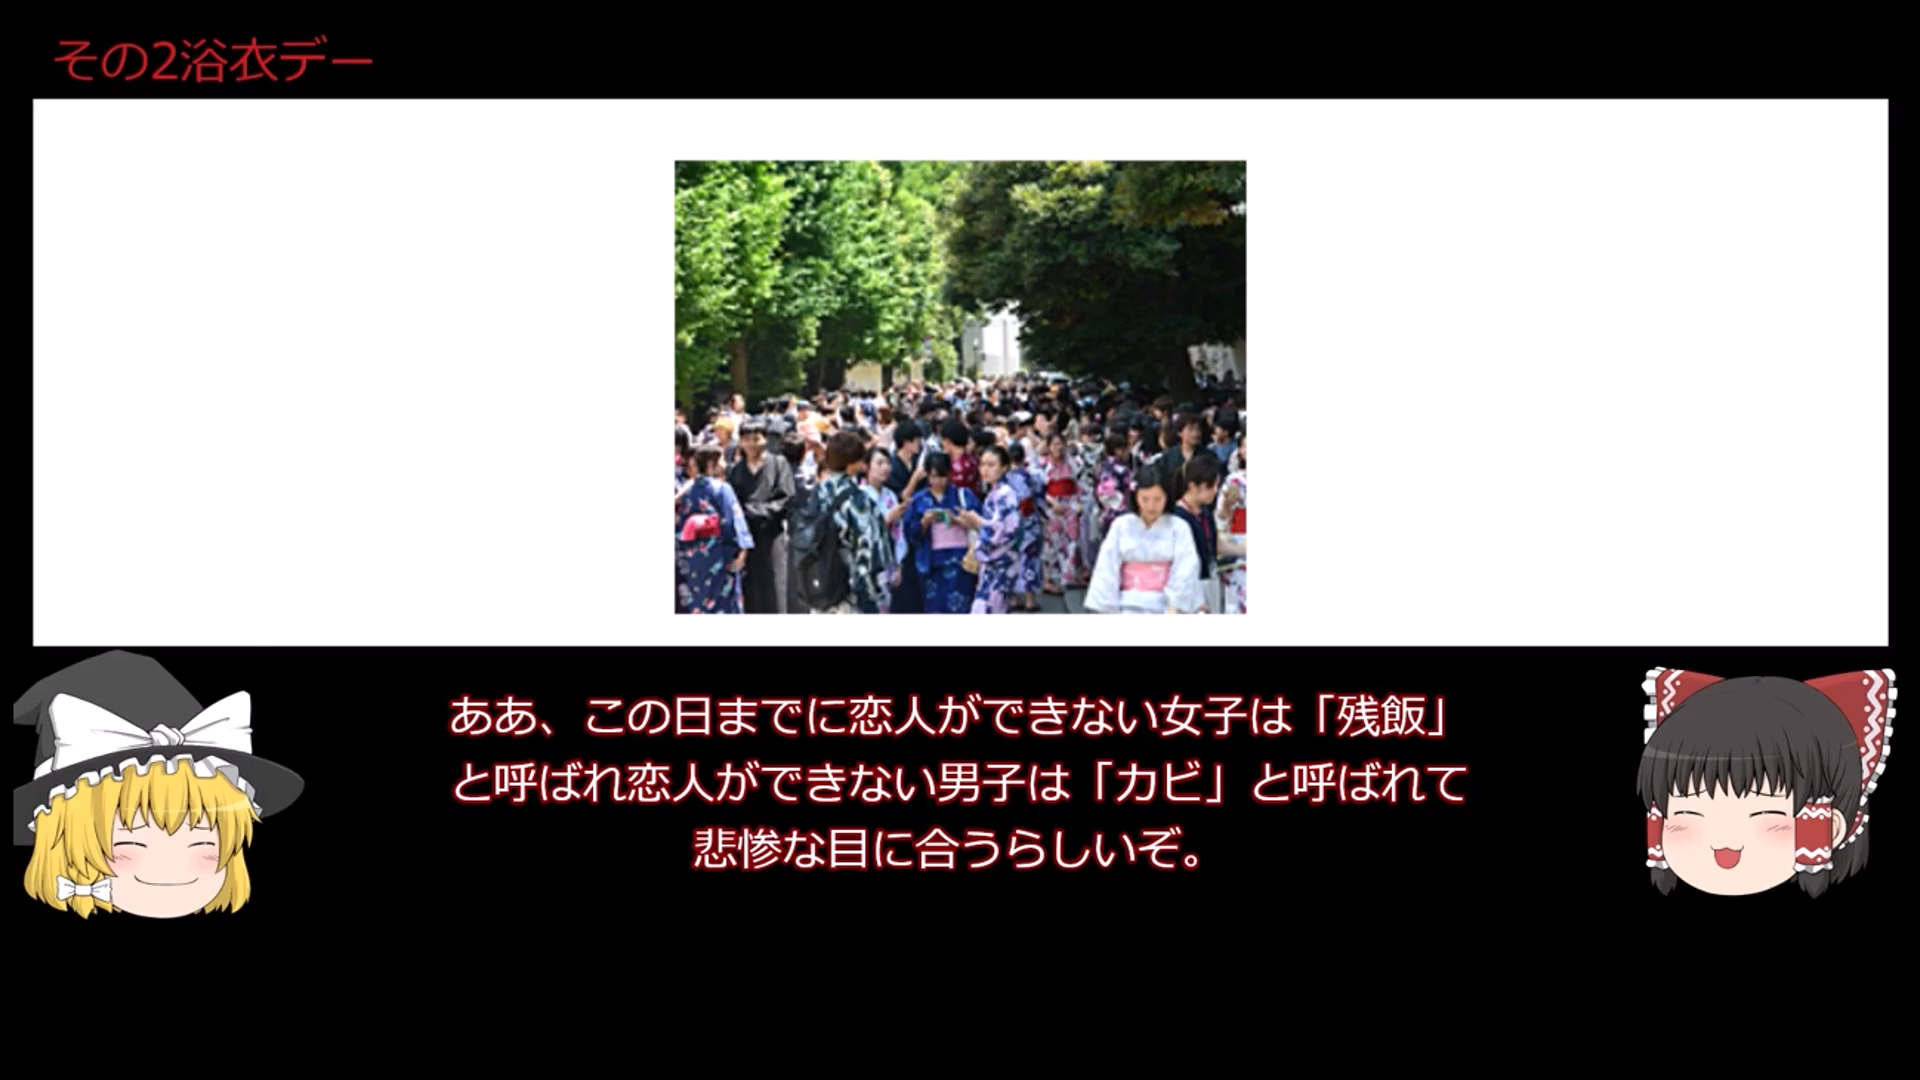 その2浴衣デー
ああ、この日までに恋人ができない女子は「残飯」
と呼ばれ恋人ができない男子は「カビ」と呼ばれて
悲惨な目に合うらしいぞ。